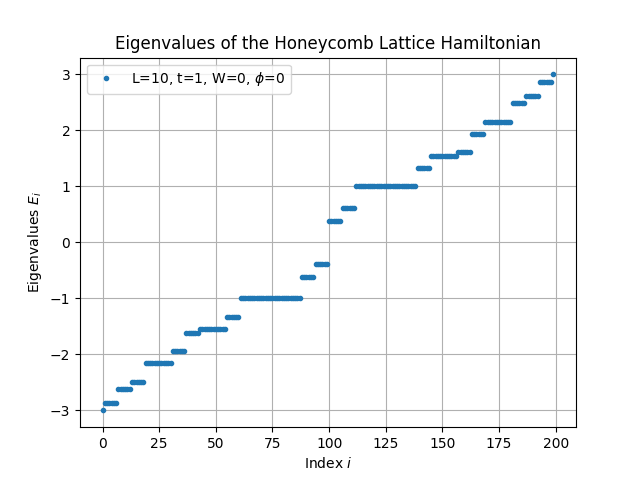 Eigenvalues of the Honeycomb Lattice Hamiltonian
L=10, t=1, W=0, ϕ=0
3
2
1
0
−1
−2
−3
Eigenvalues Eᵢ
0 25 50 75 100 125 150 175 200
Index i